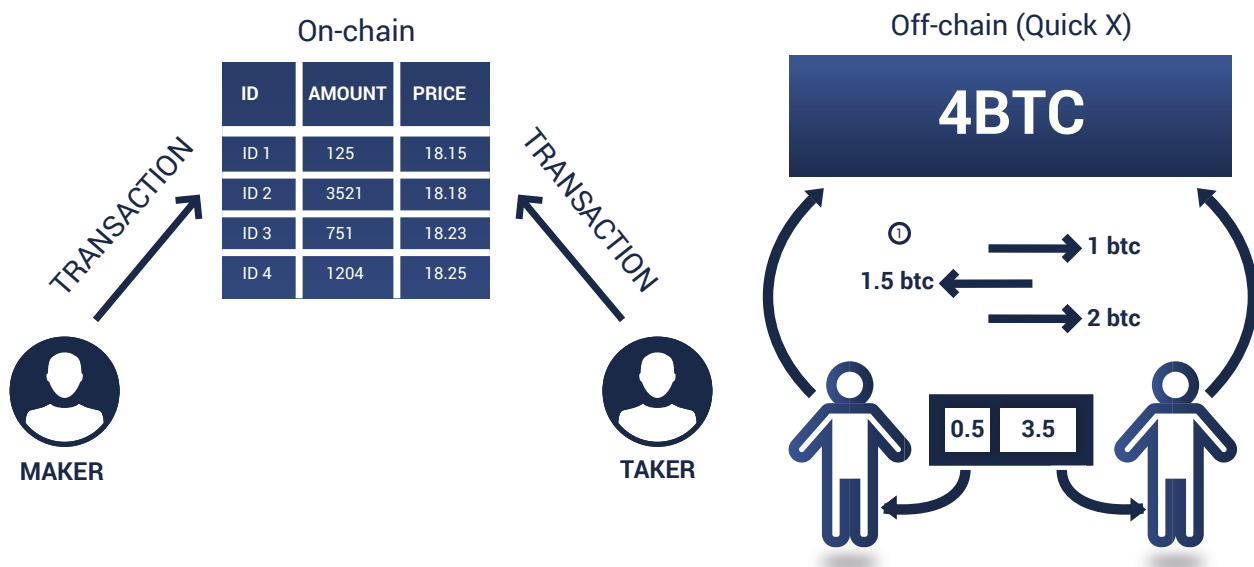 On-chain
ID AMOUNT PRICE
ID 1 125 18.15
ID 2 3521 18.18
ID 3 751 18.23
ID 4 1204 18.25
TRANSACTION
TRANSACTION
MAKER
TAKER
Off-chain (Quick X)
4BTC
1
1 btc
1.5 btc
2 btc
0.5 3.5